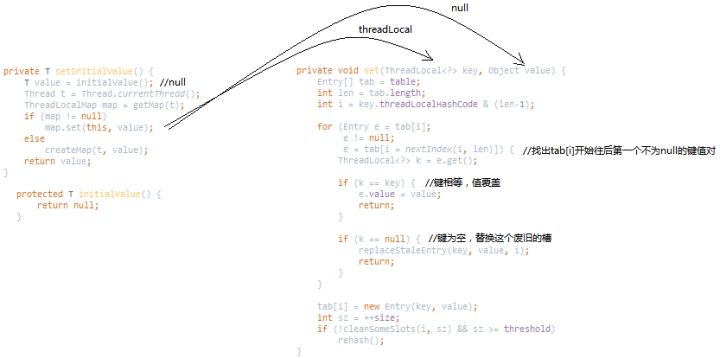 null
threadLocal
private T setInitialValue() {
T value = initialValue(); //null
Thread t = Thread.currentThread();
ThreadLocalMap map = getMap(t);
if (map != null)
map.set(this, value);
else
createMap(t, value);
return value;
}
protected T initialValue() {
return null;
}
private void set(ThreadLocal<?> key, Object value) {
Entry[] tab = table;
int len = tab.length;
int i = key.threadLocalHashCode & (len-1);
for (Entry e = tab[i];
e != null;
e = tab[i = nextIndex(i, len)]) { //找出tab[i]开始往后第一个不为null的键值对
ThreadLocal<?> k = e.get();
if (k == key) { //键相等，值覆盖
e.value = value;
return;
}
if (k == null) { //键为空，替换这个废旧的槽
replaceStaleEntry(key, value, i);
return;
}
}
tab[i] = new Entry(key, value);
int sz = ++size;
if (!cleanSomeSlots(i, sz) && sz >= threshold)
rehash();
}